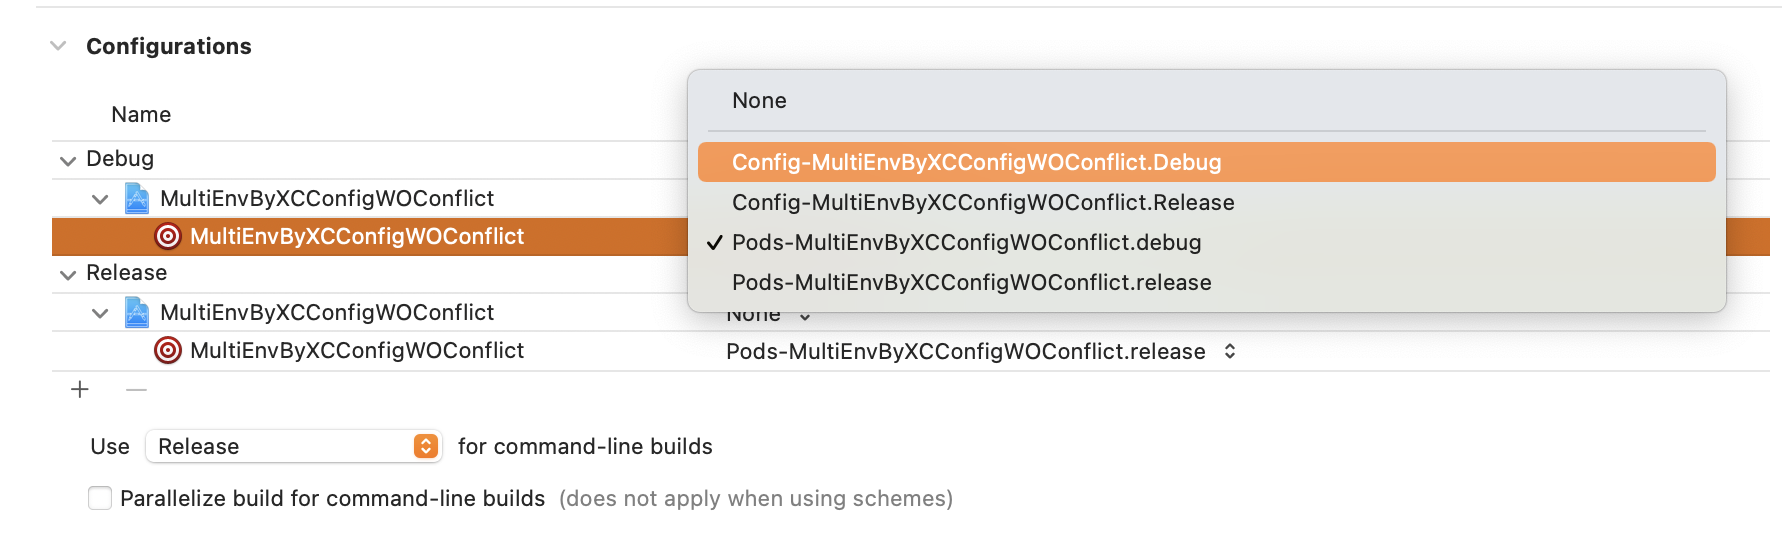 Configurations
Name
None
Debug
Config-MultiEnvByXCConfigWOConflict.Debug
MultiEnvByXCConfigWOConflict
Config-MultiEnvByXCConfigWOConflict.Release
MultiEnvByXCConfigWOConflict
Pods-MultiEnvByXCConfigWOConflict.debug
Release
Pods-MultiEnvByXCConfigWOConflict.release
MultiEnvByXCConfigWOConflict
None
MultiEnvByXCConfigWOConflict
Pods-MultiEnvByXCConfigWOConflict.release
Use Release for command-line builds
Parallelize build for command-line builds (does not apply when using schemes)